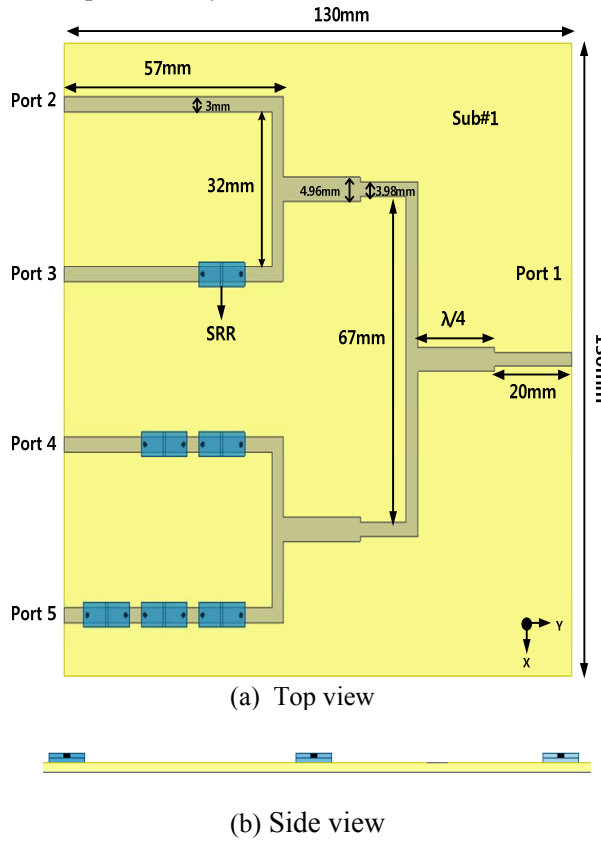 130mm
57mm
Port 2
3mm
Sub#1
32mm
4.96mm
3.98mm
Port 3
Port 1
SRR
λ/4
67mm
20mm
Port 4
Port 5
Y
X
(a) Top view
(b) Side view